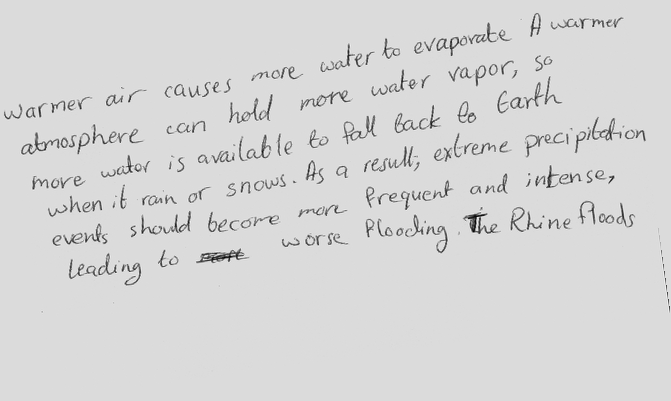 warmer air causes more water to evaporate A warmer
atmosphere can hold more water vapor, so
more water is available to fall back to Earth
when it rain or snows. As a result, extreme precipitation
events should become more frequent and intense,
leading to worse flooding. The Rhine floods